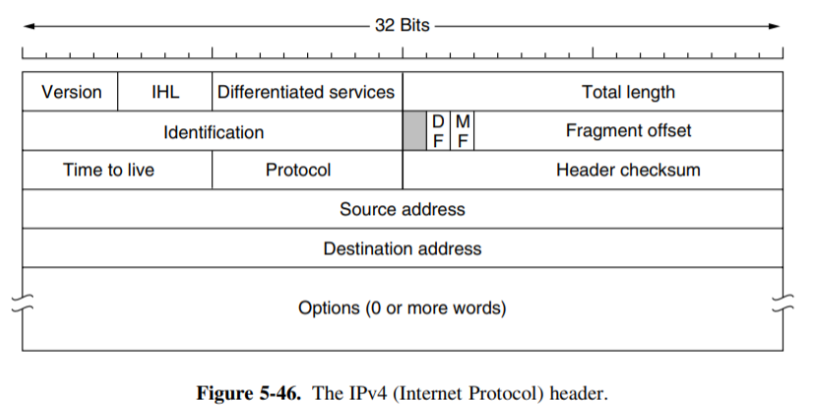 32 Bits
Version IHL Differentiated services Total length
Identification D F M F Fragment offset
Time to live Protocol Header checksum
Source address
Destination address
Options (0 or more words)
Figure 5-46. The IPv4 (Internet Protocol) header.